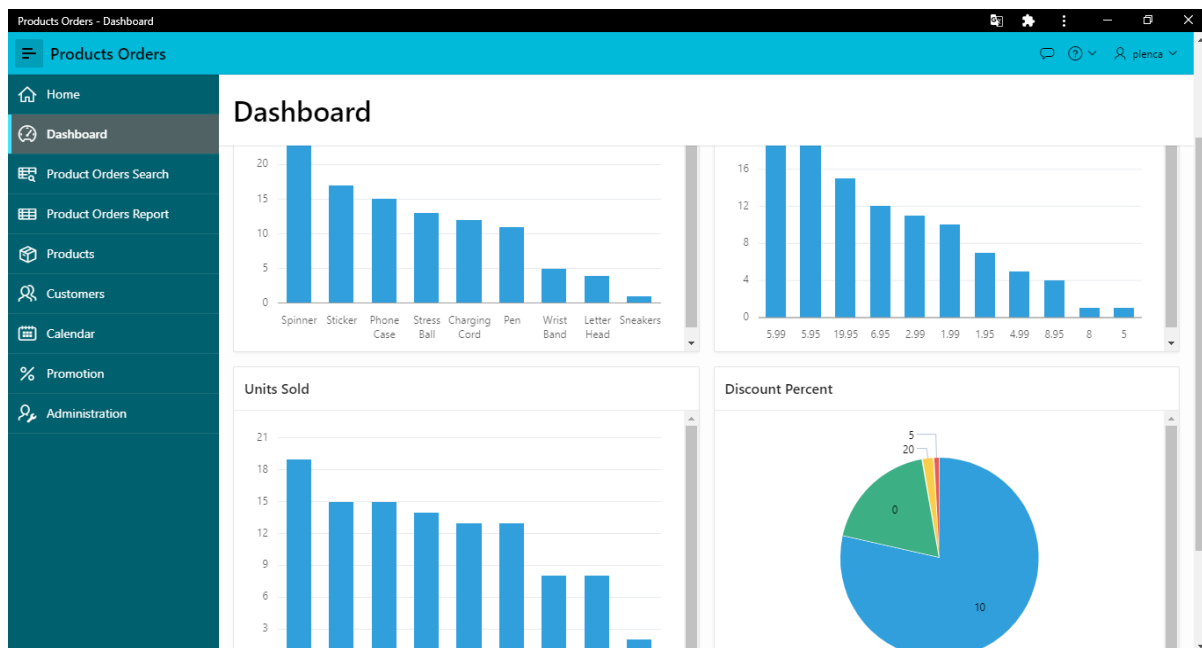 Products Orders - Dashboard
Products Orders
plenca
Home
Dashboard
Product Orders Search
Product Orders Report
Products
Customers
Calendar
Promotion
Administration
Dashboard
20
15
10
5
0
Spinner Sticker Phone Case Stress Ball Charging Cord Pen Wrist Band Letter Head Sneakers
16
12
8
4
0
5.99 5.95 19.95 6.95 2.99 1.99 1.95 4.99 8.95 8 5
Units Sold
21
18
15
12
9
6
3
Discount Percent
5
20
0
10